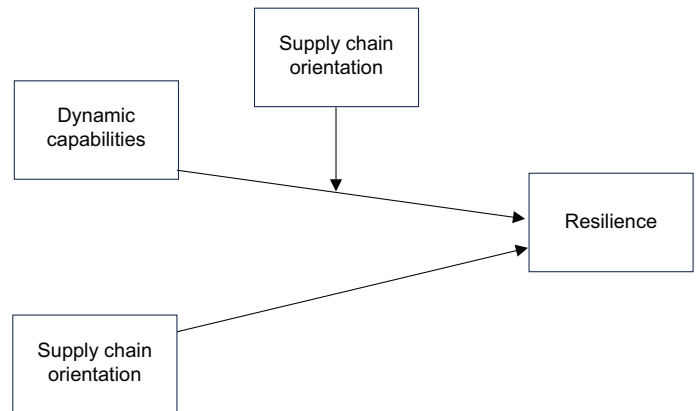 Supply chain
orientation
Dynamic
capabilities
Resilience
Supply chain
orientation